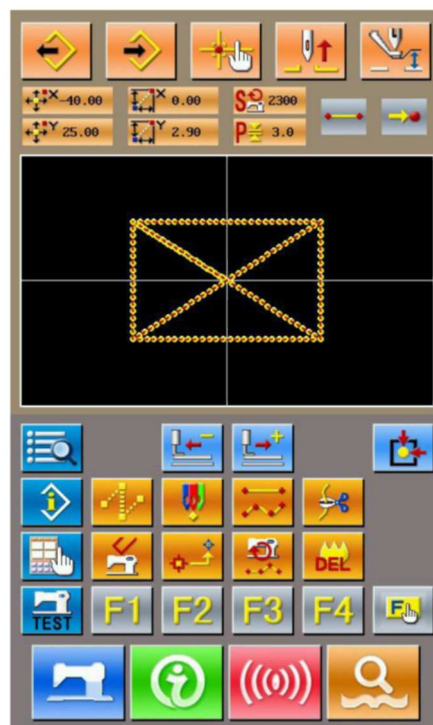 X -40.00 X 0.00 S 2300
Y 25.00 Y 2.90 P 3.0
DEL
TEST F1 F2 F3 F4 F